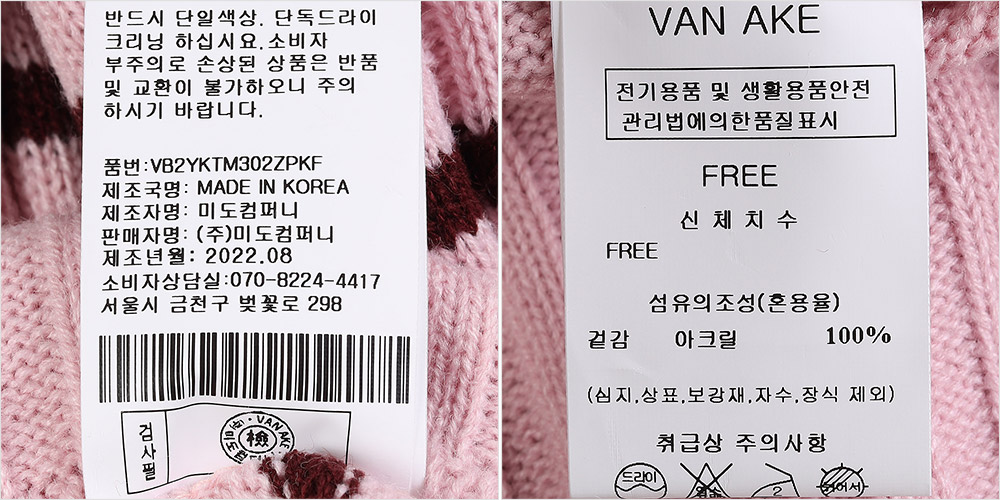 반드시 단일색상. 단독드라이
크리닝 하십시요.소비자
부주의로 손상된 상품은 반품
및 교환이 불가하오니 주의
하시기 바랍니다.
품번:VB2YKTM302ZPKF
제조국명: MADE IN KOREA
제조자명: 미도컴퍼니
판매자명: (주)미도컴퍼니
제조년월: 2022.08
소비자상담실:070-8224-4417
서울시 금천구 벚꽃로 298
검사필
VAN AKE
檢
VAN AKE
전기용품 및 생활용품안전
관리법에의한품질표시
FREE
신 체 치 수
FREE
섬유의조성(혼용율)
겉감 아크릴 100%
(심지,상표,보강재,자수,장식 제외)
취급상 주의사항
드라이
2